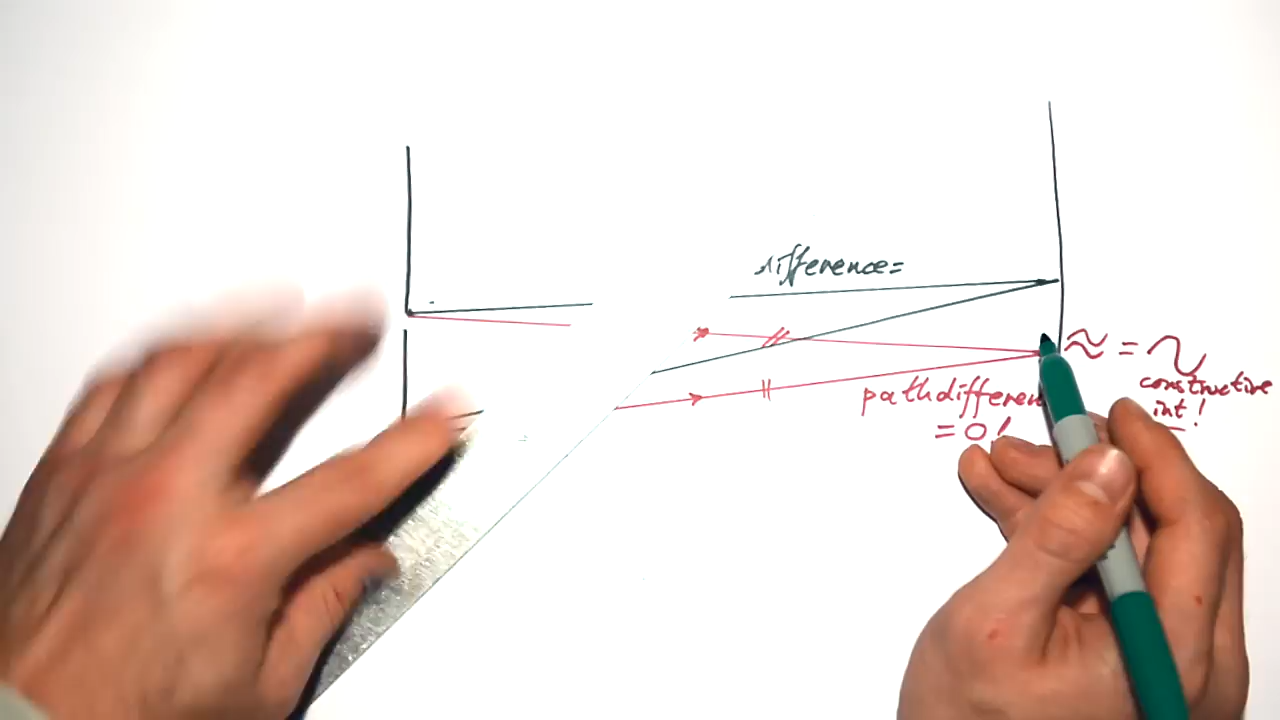 difference=
≈ = ∿
constructive
int!
pathdifferen
= 0!